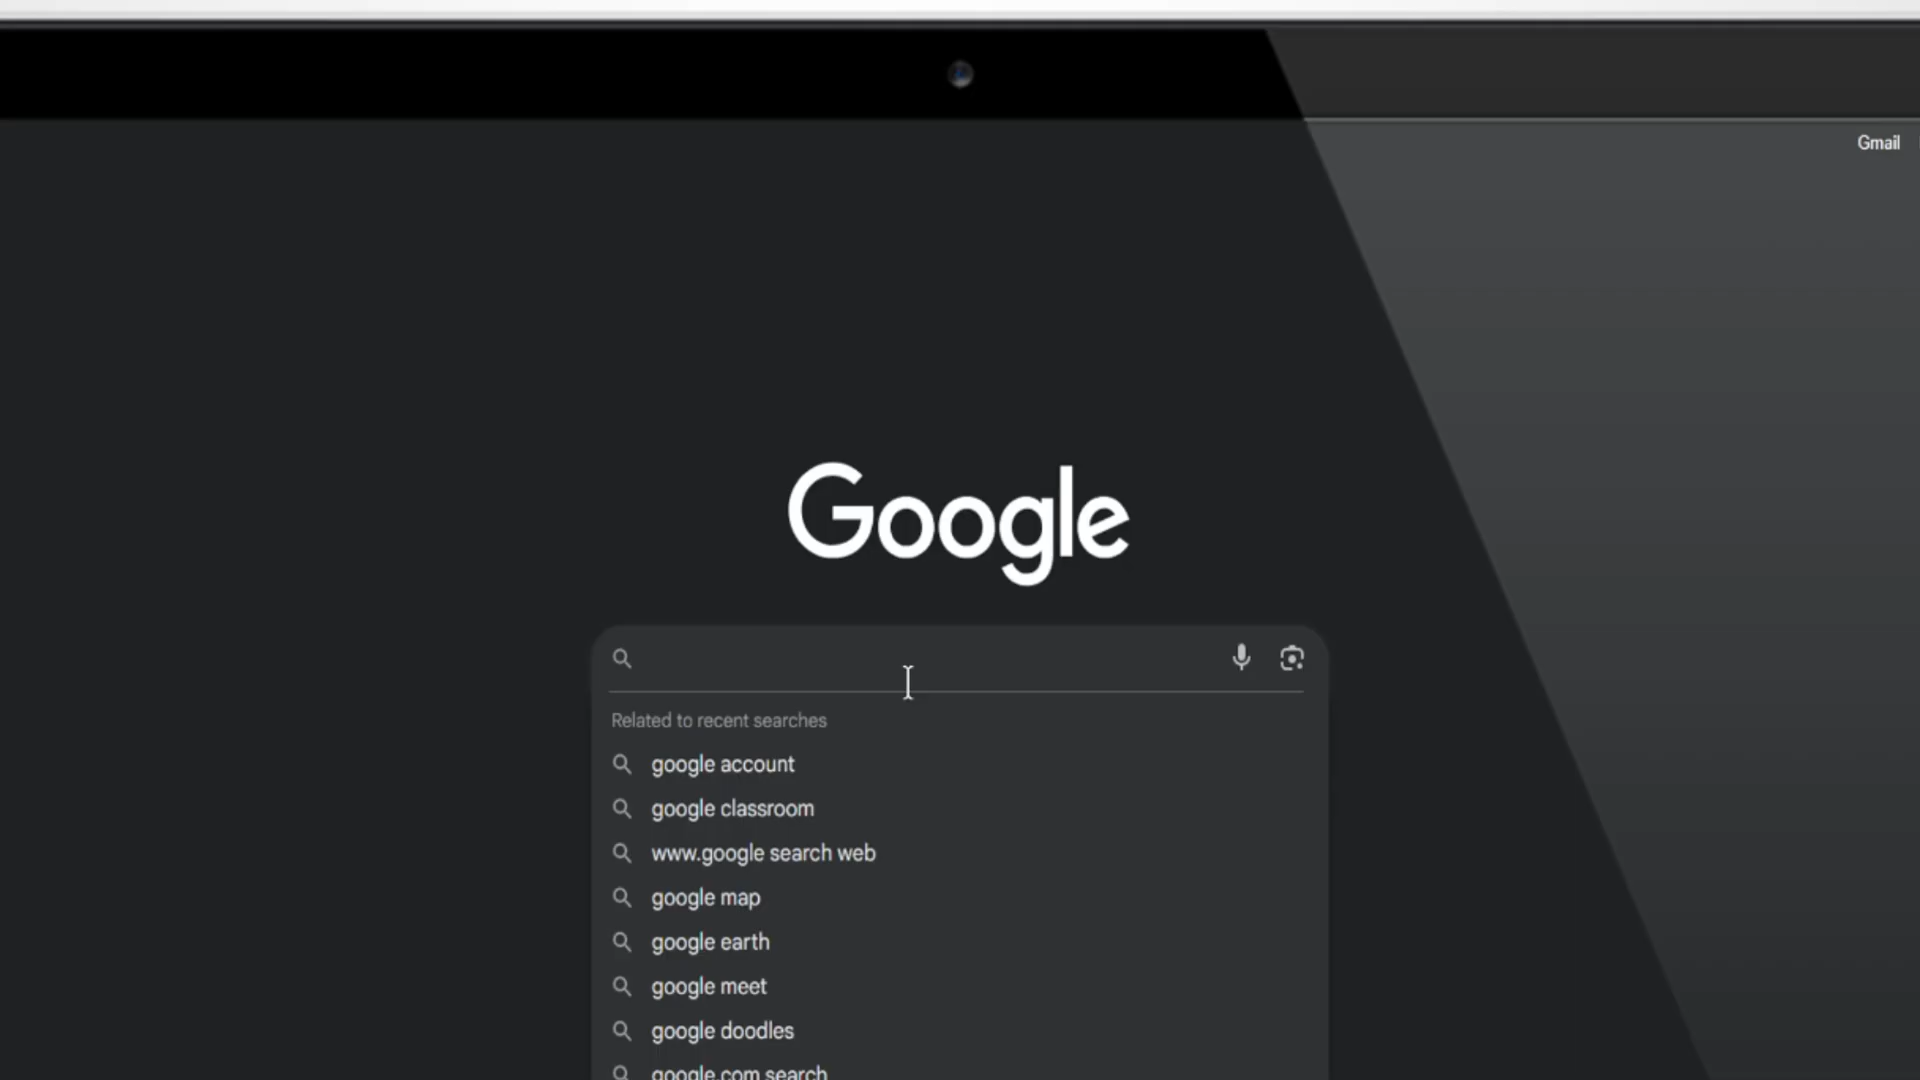 Gmail
Google
Related to recent searches
google account
google classroom
www.google search web
google map
google earth
google meet
google doodles
google.com search